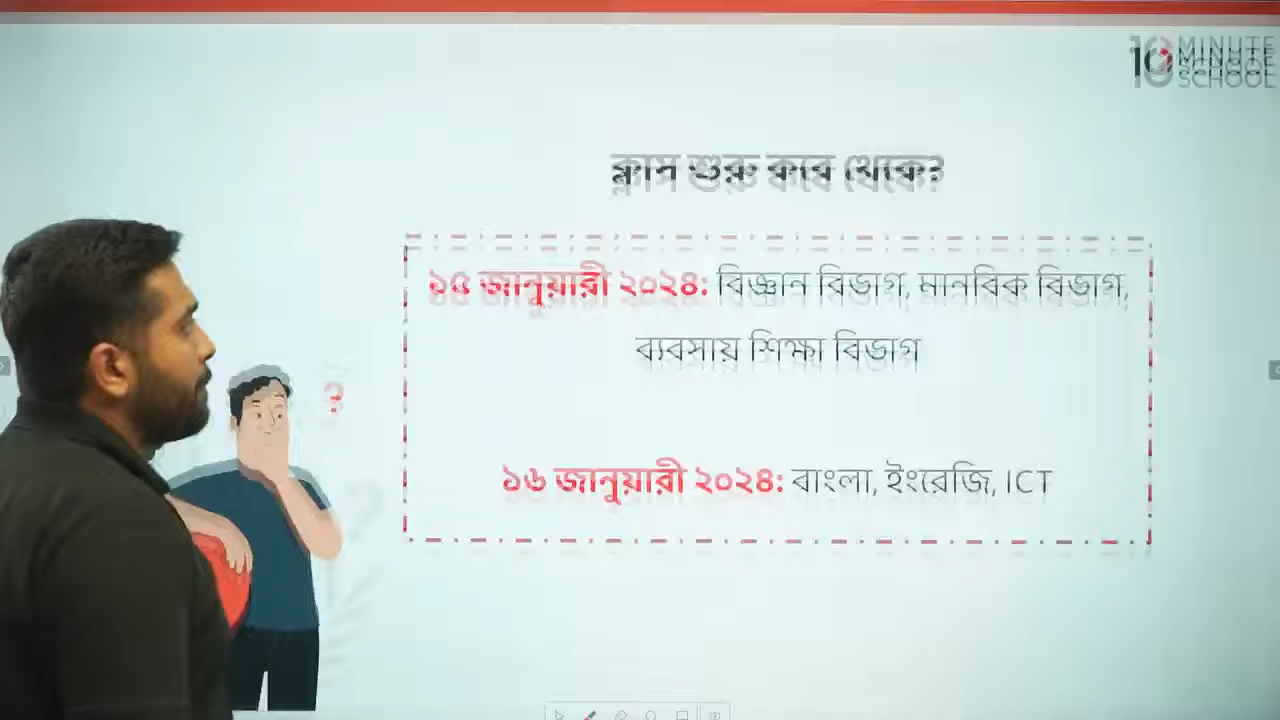 10 MINUTE
SCHOOL
ক্লাস শুরু কবে থেকে?
১৫ জানুয়ারী ২০২৪: বিজ্ঞান বিভাগ, মানবিক বিভাগ,
ব্যবসায় শিক্ষা বিভাগ
?
১৬ জানুয়ারী ২০২৪: বাংলা, ইংরেজি, ICT